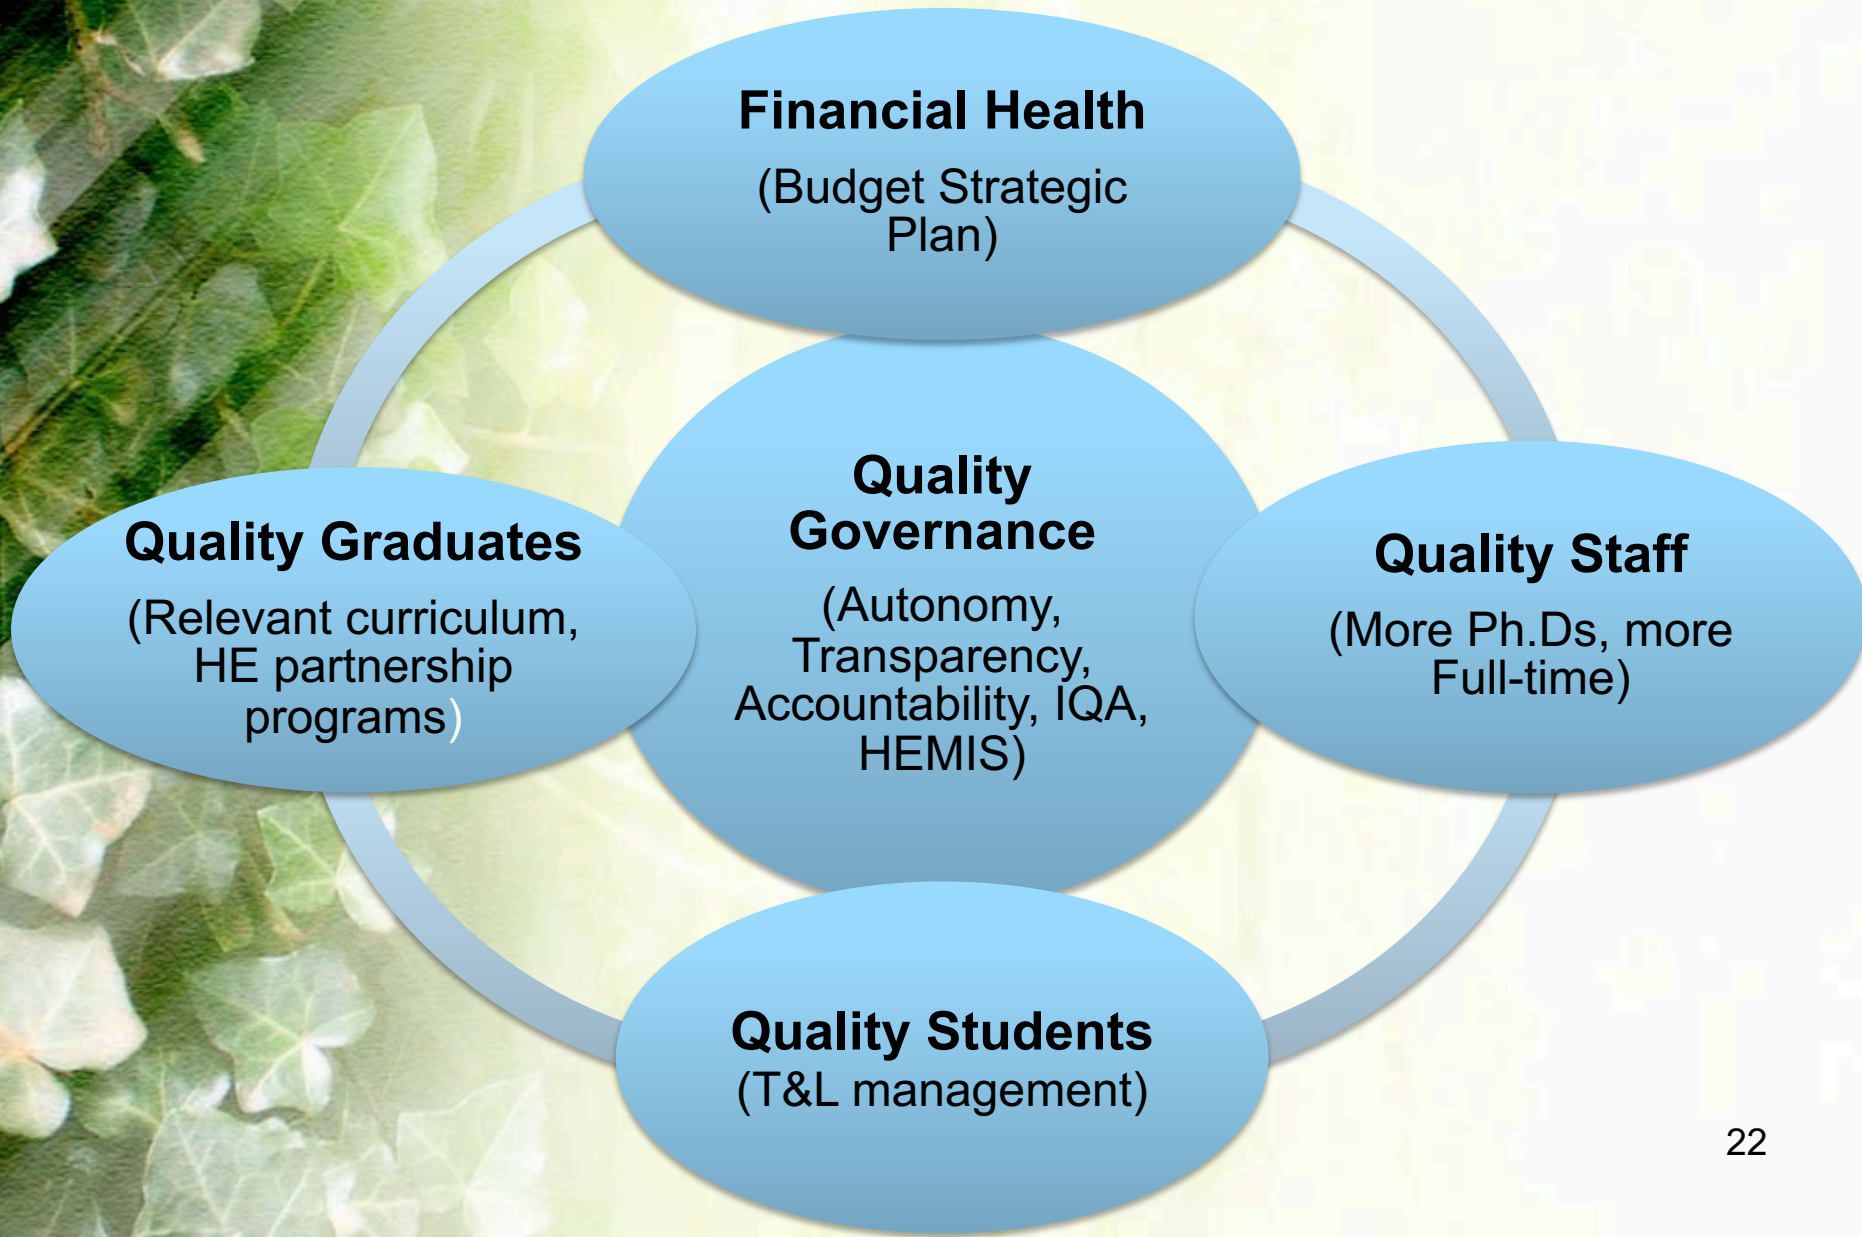 Financial Health
(Budget Strategic
Plan)
Quality
Governance
(Autonomy,
Transparency,
Accountability, IQA,
HEMIS)
Quality Graduates
(Relevant curriculum,
HE partnership
programs)
Quality Staff
(More Ph.Ds, more
Full-time)
Quality Students
(T&L management)
22